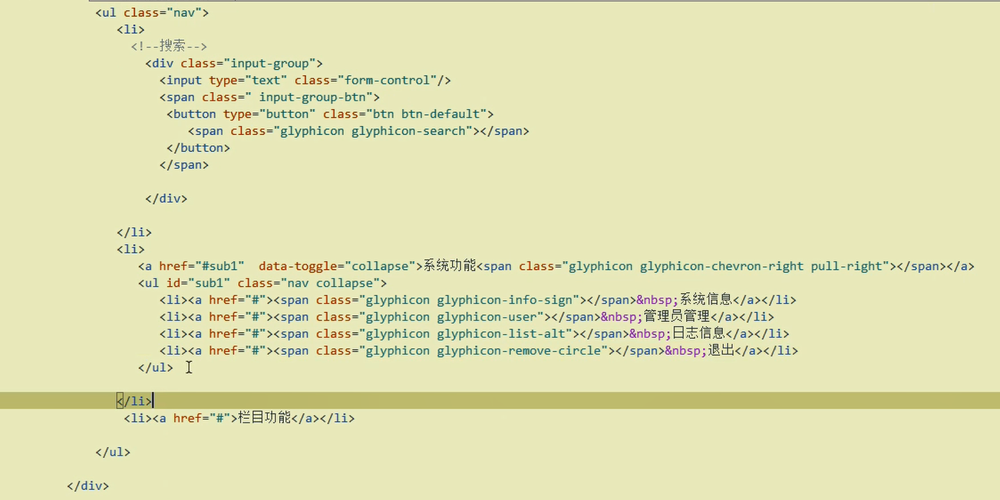 <ul class="nav">
<li>
<!--搜索-->
<div class="input-group">
<input type="text" class="form-control"/>
<span class=" input-group-btn">
<button type="button" class="btn btn-default">
<span class="glyphicon glyphicon-search"></span>
</button>
</span>
</div>
</li>
<li>
<a href="#sub1"  data-toggle="collapse">系统功能<span class="glyphicon glyphicon-chevron-right pull-right"></span></a>
<ul id="sub1" class="nav collapse">
<li><a href="#"><span class="glyphicon glyphicon-info-sign"></span>&nbsp;系统信息</a></li>
<li><a href="#"><span class="glyphicon glyphicon-user"></span>&nbsp;管理员管理</a></li>
<li><a href="#"><span class="glyphicon glyphicon-list-alt"></span>&nbsp;日志信息</a></li>
<li><a href="#"><span class="glyphicon glyphicon-remove-circle"></span>&nbsp;退出</a></li>
</ul>
</li>
<li><a href="#">栏目功能</a></li>
</ul>
</div>